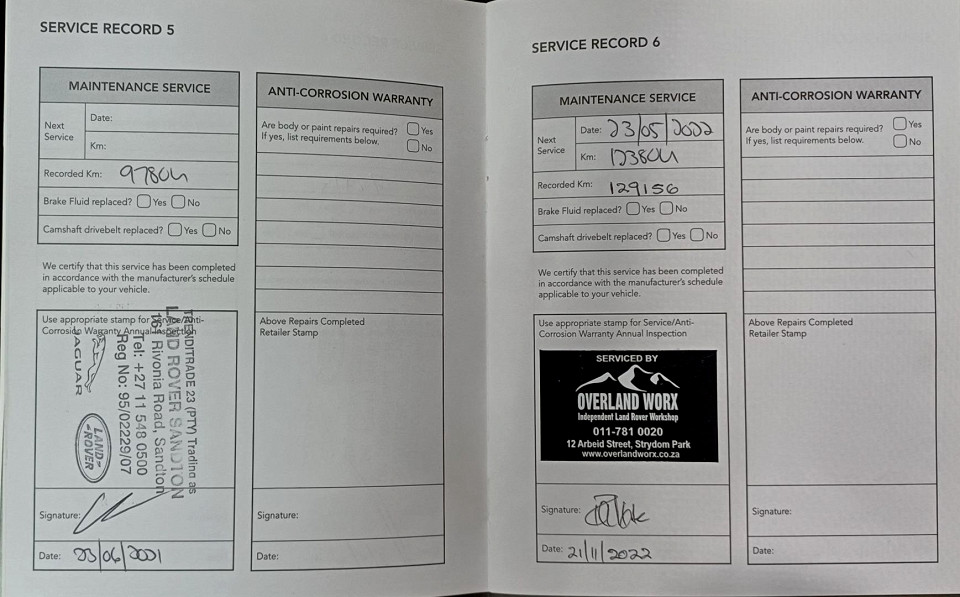 SERVICE RECORD 5
MAINTENANCE SERVICE
Next Service
Date:
Km:
Recorded Km: 97804
Brake Fluid replaced? Yes No
Camshaft drivebelt replaced? Yes No
We certify that this service has been completed
in accordance with the manufacturer's schedule
applicable to your vehicle.
Use appropriate stamp for Service/Anti-
Corrosion Warranty Annual Inspection
TRENDITRADE 23 (PTY) Trading as
LAND ROVER SANDTON
Rivonia Road, Sandton
Tel: +27 11 548 0500
Reg No: 95/02229/07
JAGUAR
LAND-
-ROVER
Signature:
Date: 23/06/2021
ANTI-CORROSION WARRANTY
Are body or paint repairs required? Yes
If yes, list requirements below. No
Above Repairs Completed
Retailer Stamp
Signature:
Date:
SERVICE RECORD 6
MAINTENANCE SERVICE
Next Service
Date: 23/05/2022
Km: 123804
Recorded Km: 129156
Brake Fluid replaced? Yes No
Camshaft drivebelt replaced? Yes No
We certify that this service has been completed
in accordance with the manufacturer's schedule
applicable to your vehicle.
Use appropriate stamp for Service/Anti-
Corrosion Warranty Annual Inspection
SERVICED BY
OVERLAND WORX
Independent Land Rover Workshop
011-781 0020
12 Arbeid Street, Strydom Park
www.overlandworx.co.za
Signature:
Date: 21/11/2022
ANTI-CORROSION WARRANTY
Are body or paint repairs required? Yes
If yes, list requirements below. No
Above Repairs Completed
Retailer Stamp
Signature:
Date: